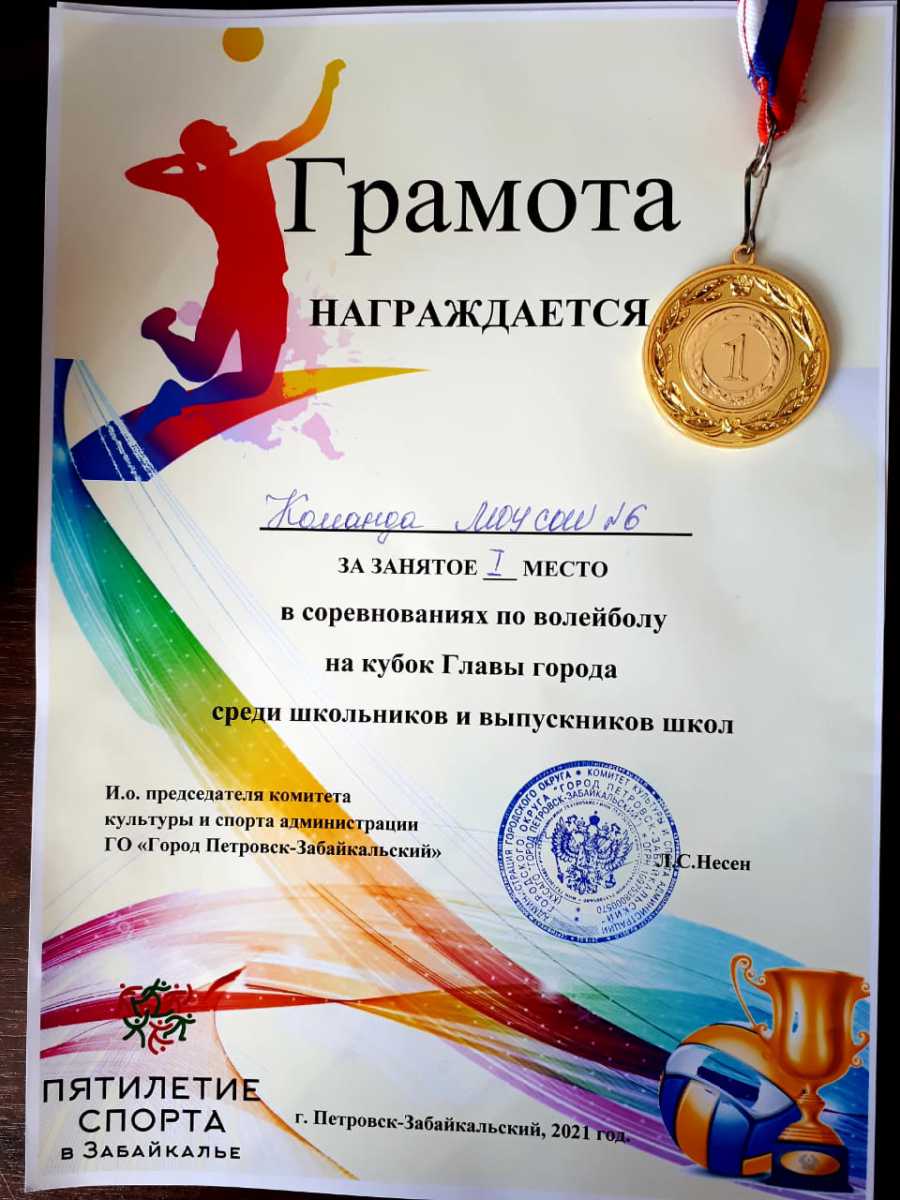 Грамота
НАГРАЖДАЕТСЯ
1
Команда МОУ СОШ №6
ЗА ЗАНЯТОЕ I МЕСТО
в соревнованиях по волейболу
на кубок Главы города
среди школьников и выпускников школ
И.о. председателя комитета
культуры и спорта администрации
ГО «Город Петровск-Забайкальский»
Л.С.Несен
ПЯТИЛЕТИЕ
СПОРТА
в ЗАБАЙКАЛЬЕ
г. Петровск-Забайкальский, 2021 год.